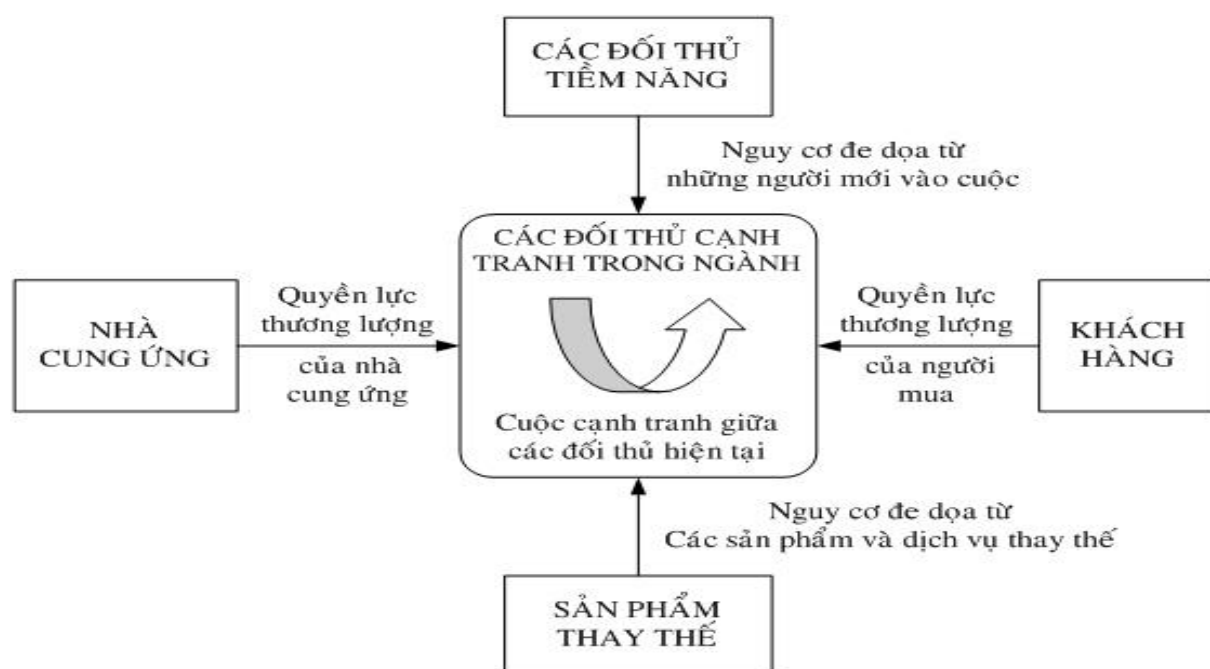 CÁC ĐỐI THỦ
TIỀM NĂNG
Nguy cơ đe dọa từ
những người mới vào cuộc
CÁC ĐỐI THỦ CẠNH
TRANH TRONG NGÀNH
NHÀ
CUNG ỨNG
Quyền lực
thương lượng
của nhà
cung ứng
Quyền lực
thương lượng
của người
mua
KHÁCH
HÀNG
Cuộc cạnh tranh giữa
các đối thủ hiện tại
Nguy cơ đe dọa từ
Các sản phẩm và dịch vụ thay thế
SẢN PHẨM
THAY THẾ